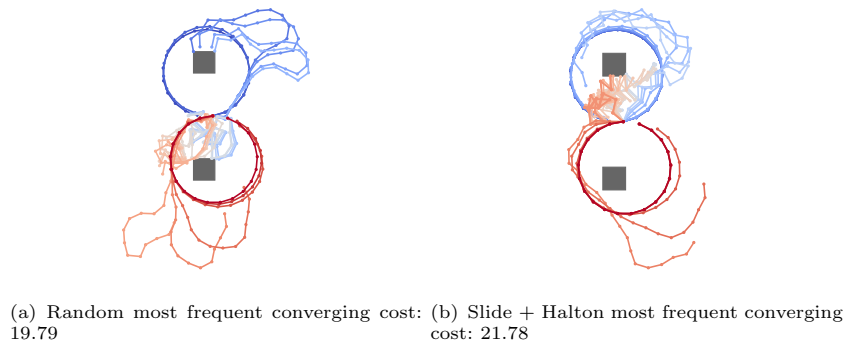 (a) Random most frequent converging cost:
19.79
(b) Slide + Halton most frequent converging
cost: 21.78